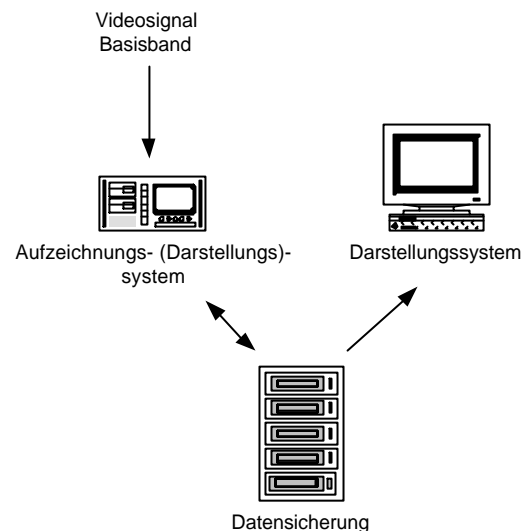 Videosignal
Basisband
Aufzeichnungs- (Darstellungs)-
system
Darstellungssystem
Datensicherung